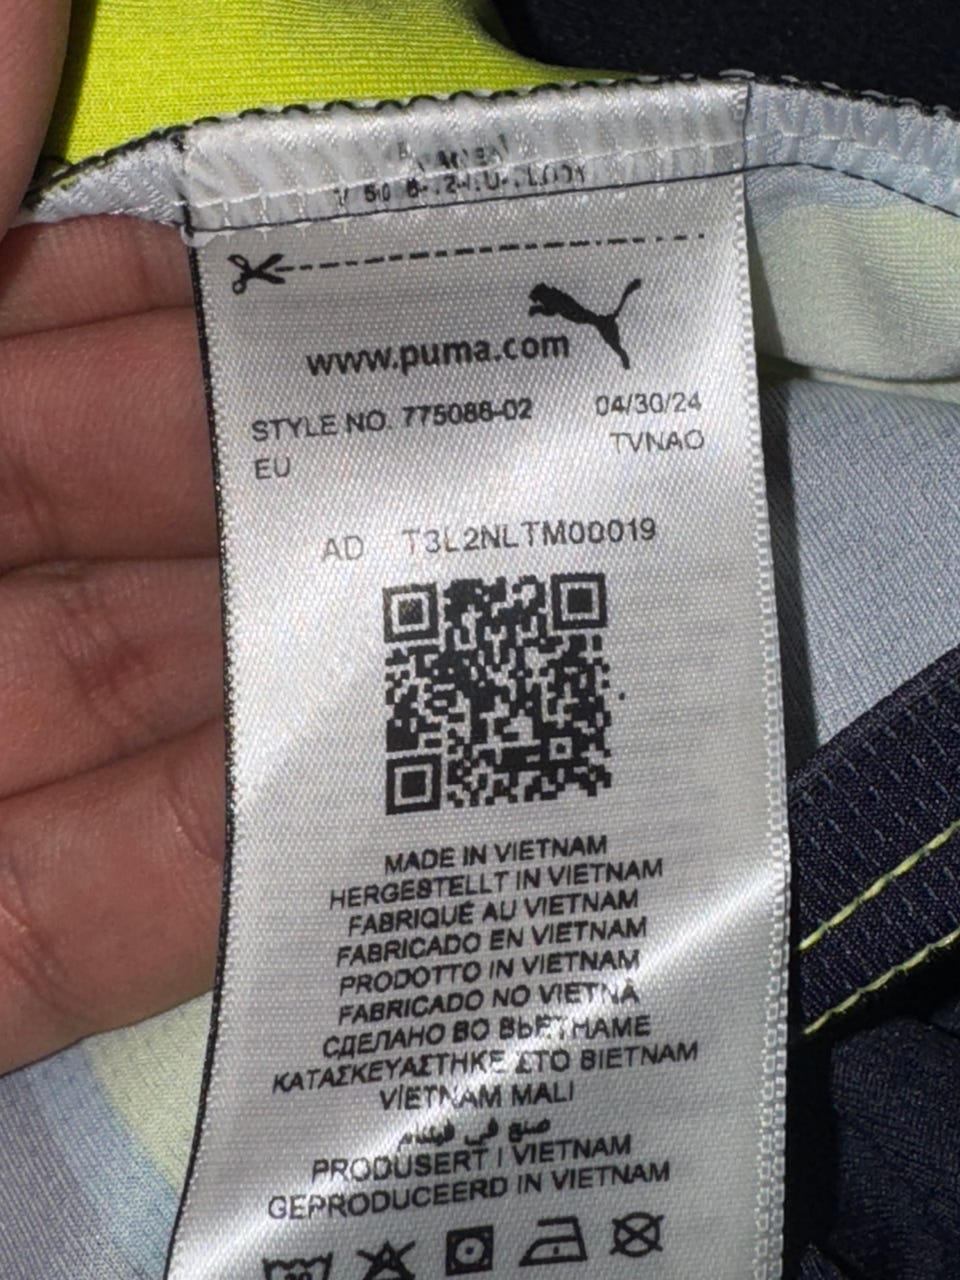 www.puma.com
STYLE NO. 775086-02 04/30/24
EU TVNAO
AD T3L2NLTM00019
MADE IN VIETNAM
HERGESTELLT IN VIETNAM
FABRIQUÉ AU VIETNAM
FABRICADO EN VIETNAM
PRODOTTO IN VIETNAM
FABRICADO NO VIETNÃ
СДЕЛАНО ВО ВЬЕТНАМЕ
ΚΑΤΑΣΚΕΥΑΣΤΗΚΕ ΣΤΟ ΒΙΕΤΝΑΜ
VİETNAM MALI
صنع في فيتنام
PRODUSERT I VIETNAM
GEPRODUCEERD IN VIETNAM